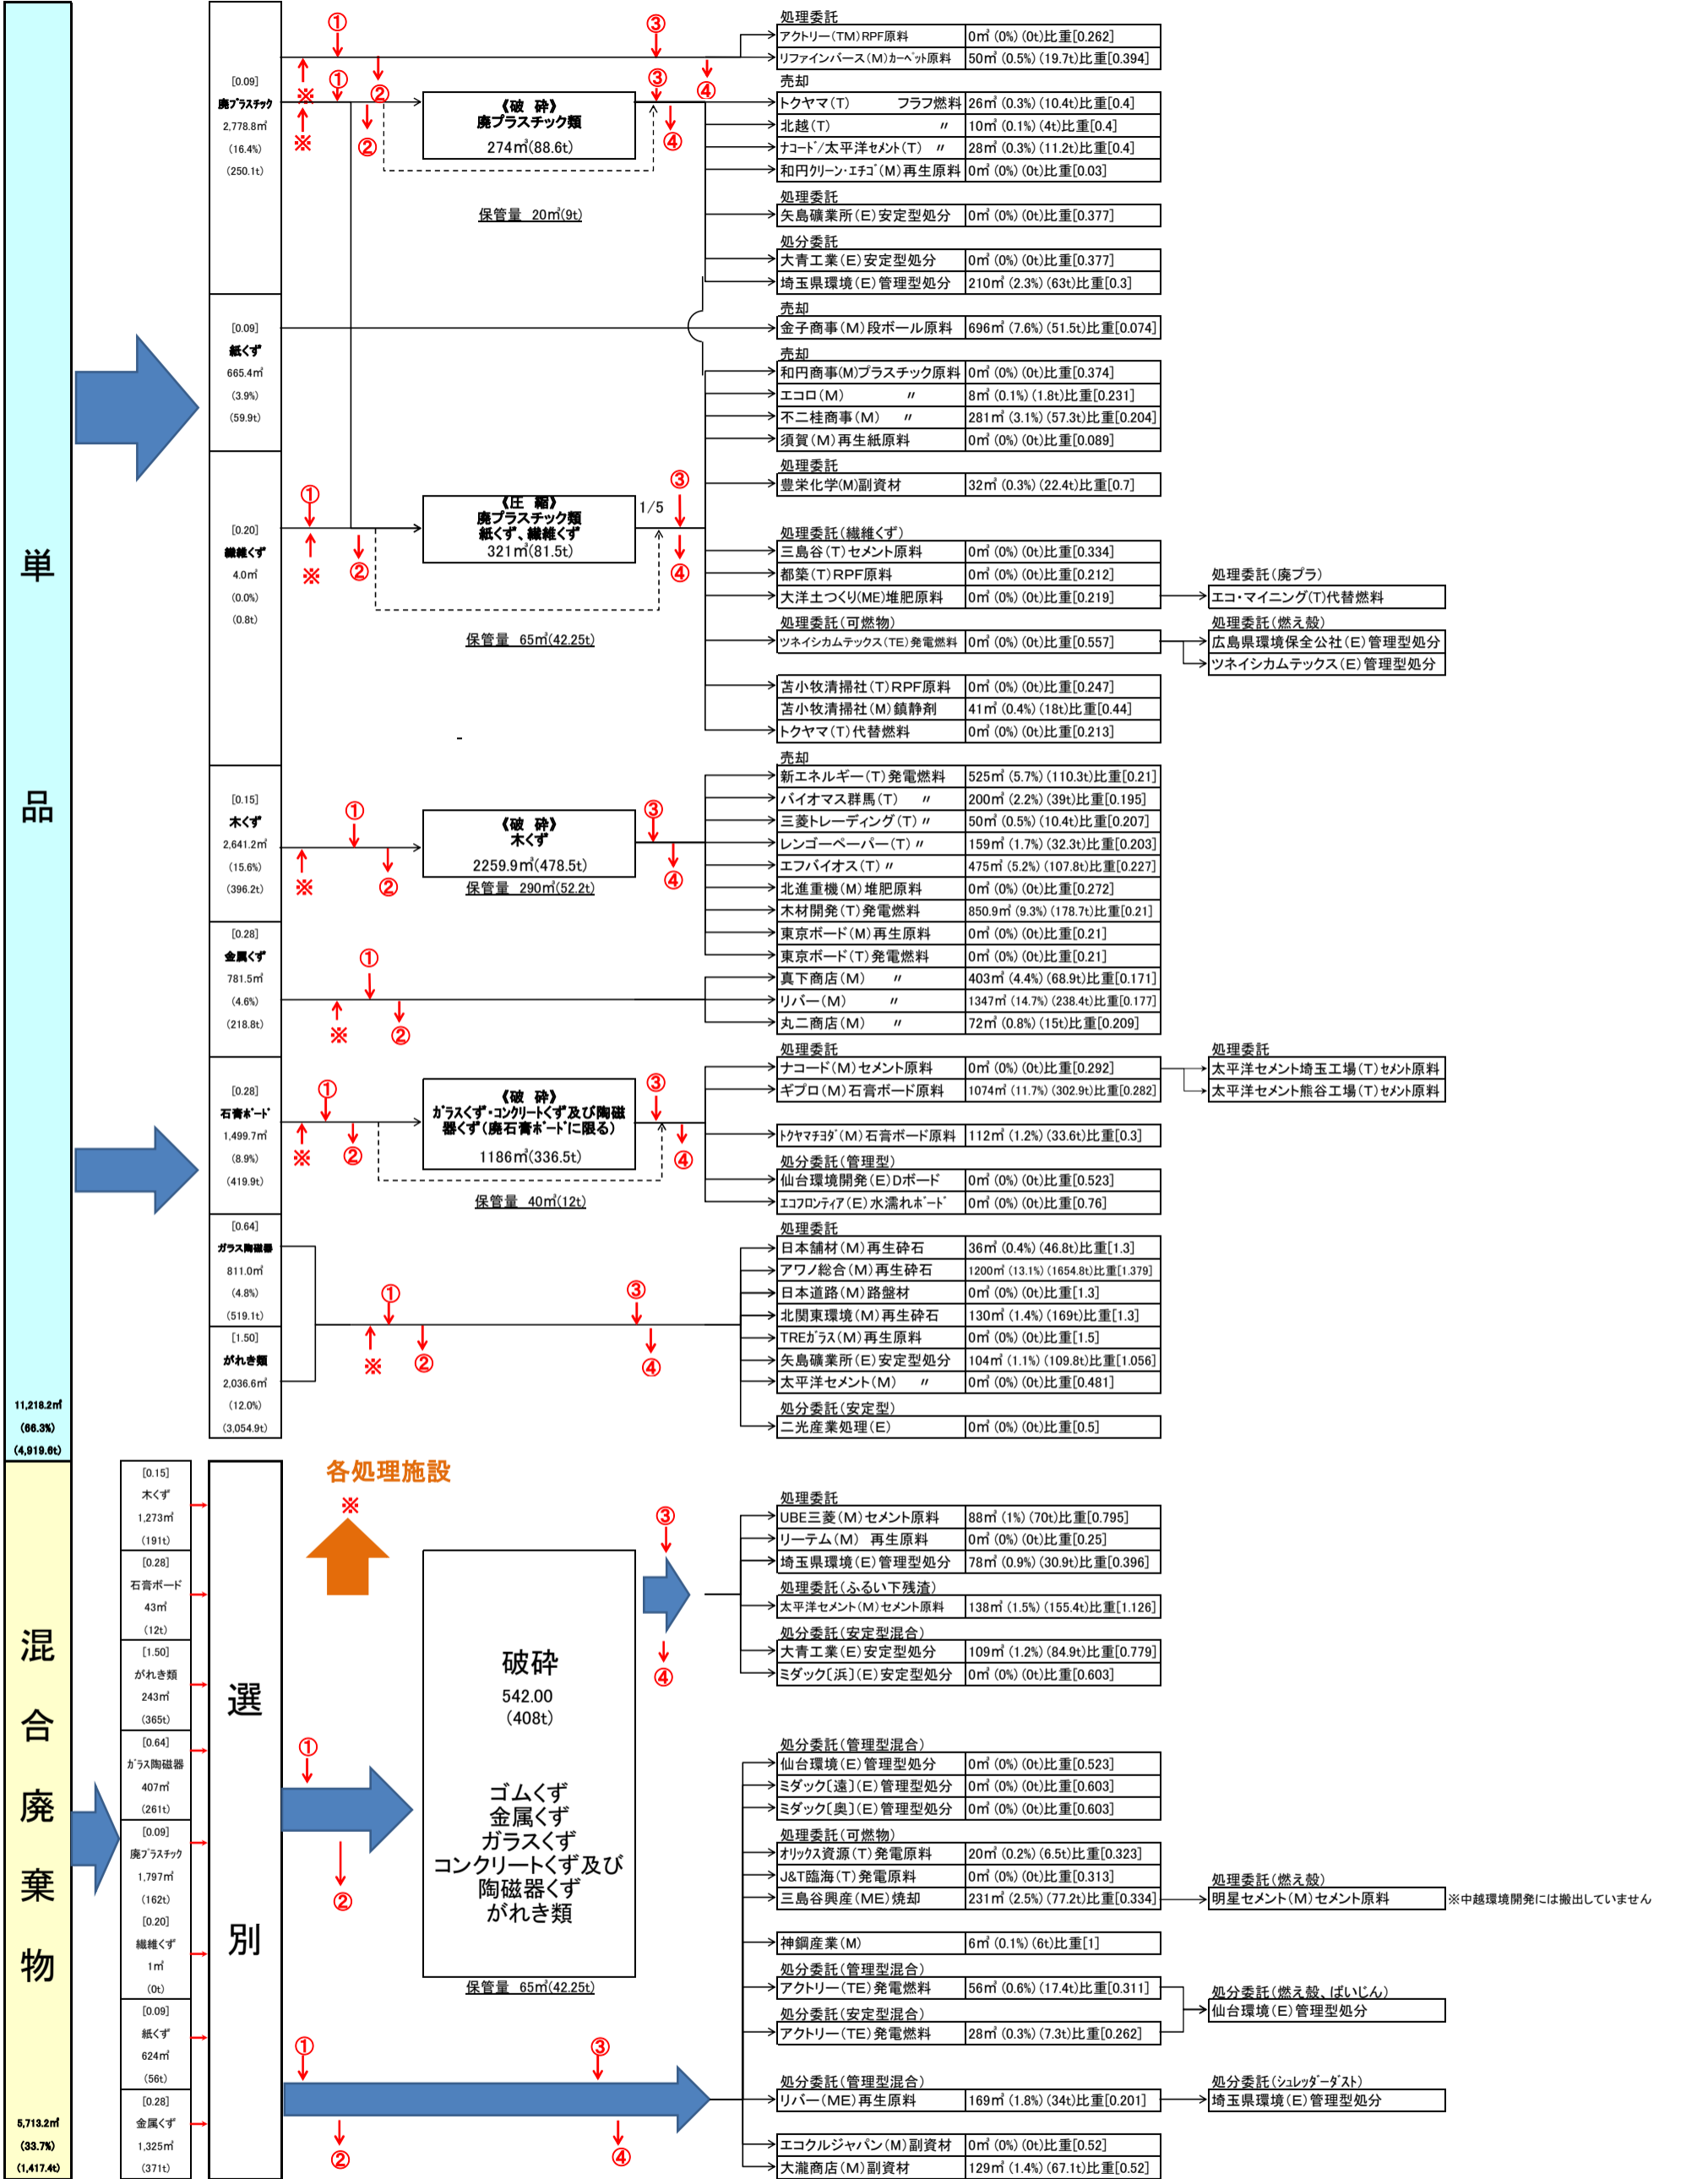 単
品
11,218.2㎥
(66.3%)
(4,919.6t)
[0.09]
廃プラスチック
2,778.8㎥
(16.4%)
(250.1t)
[0.09]
紙くず
665.4㎥
(3.9%)
(59.9t)
[0.20]
繊維くず
4.0㎥
(0.0%)
(0.8t)
[0.15]
木くず
2,641.2㎥
(15.6%)
(396.2t)
[0.28]
金属くず
781.5㎥
(4.6%)
(218.8t)
[0.28]
石膏ボード
1,499.7㎥
(8.9%)
(419.9t)
[0.64]
ガラス陶磁器
811.0㎥
(4.8%)
(519.1t)
[1.50]
がれき類
2,036.6㎥
(12.0%)
(3,054.9t)
① ③
※ ② ④
① ③
※ ② ④
《破 砕》
廃プラスチック類
274㎥(88.6t)
保管量 20㎥(9t)
① ③
※ ② ④
《圧 縮》
廃プラスチック類
紙くず、繊維くず
321㎥(81.5t)
1/5
保管量 65㎥(42.25t)
-
① ③
※ ② ④
《破 砕》
木くず
2259.9㎥(478.5t)
保管量 290㎥(52.2t)
①
※ ②
① ③
※ ② ④
《破 砕》
ガラスくず・コンクリートくず及び陶磁
器くず(廃石膏ボードに限る)
1186㎥(336.5t)
保管量 40㎥(12t)
① ③
※ ② ④
処理委託
アクトリー(TM)RPF原料 0㎥ (0%) (0t)比重[0.262]
リファインバース(M)カーペット原料 50㎥ (0.5%) (19.7t)比重[0.394]
売却
トクヤマ(T) フラフ燃料 26㎥ (0.3%) (10.4t)比重[0.4]
北越(T) 〃 10㎥ (0.1%) (4t)比重[0.4]
ナコード/太平洋セメント(T) 〃 28㎥ (0.3%) (11.2t)比重[0.4]
和円クリーン・エチゴ(M)再生原料 0㎥ (0%) (0t)比重[0.03]
処理委託
矢島礦業所(E)安定型処分 0㎥ (0%) (0t)比重[0.377]
処分委託
大青工業(E)安定型処分 0㎥ (0%) (0t)比重[0.377]
埼玉県環境(E)管理型処分 210㎥ (2.3%) (63t)比重[0.3]
売却
金子商事(M)段ボール原料 696㎥ (7.6%) (51.5t)比重[0.074]
売却
和円商事(M)プラスチック原料 0㎥ (0%) (0t)比重[0.374]
エコロ(M) 〃 8㎥ (0.1%) (1.8t)比重[0.231]
不二桂商事(M) 〃 281㎥ (3.1%) (57.3t)比重[0.204]
須賀(M)再生紙原料 0㎥ (0%) (0t)比重[0.089]
処理委託
豊栄化学(M)副資材 32㎥ (0.3%) (22.4t)比重[0.7]
処理委託(繊維くず)
三島谷(T)セメント原料 0㎥ (0%) (0t)比重[0.334]
都築(T)RPF原料 0㎥ (0%) (0t)比重[0.212]
大洋土つくり(ME)堆肥原料 0㎥ (0%) (0t)比重[0.219]
処理委託(廃プラ)
エコ・マイニング(T)代替燃料
処理委託(可燃物)
ツネイシカムテックス(TE)発電燃料 0㎥ (0%) (0t)比重[0.557]
処理委託(燃え殻)
広島県環境保全公社(E)管理型処分
ツネイシカムテックス(E)管理型処分
苫小牧清掃社(T)RPF原料 0㎥ (0%) (0t)比重[0.247]
苫小牧清掃社(M)鎮静剤 41㎥ (0.4%) (18t)比重[0.44]
トクヤマ(T)代替燃料 0㎥ (0%) (0t)比重[0.213]
売却
新エネルギー(T)発電燃料 525㎥ (5.7%) (110.3t)比重[0.21]
バイオマス群馬(T) 〃 200㎥ (2.2%) (39t)比重[0.195]
三菱トレーディング(T)〃 50㎥ (0.5%) (10.4t)比重[0.207]
レンゴーペーパー(T)〃 159㎥ (1.7%) (32.3t)比重[0.203]
エフバイオス(T)〃 475㎥ (5.2%) (107.8t)比重[0.227]
北進重機(M)堆肥原料 0㎥ (0%) (0t)比重[0.272]
木材開発(T)発電燃料 850.9㎥ (9.3%) (178.7t)比重[0.21]
東京ボード(M)再生原料 0㎥ (0%) (0t)比重[0.21]
東京ボード(T)発電燃料 0㎥ (0%) (0t)比重[0.21]
真下商店(M) 〃 403㎥ (4.4%) (68.9t)比重[0.171]
リバー(M) 〃 1347㎥ (14.7%) (238.4t)比重[0.177]
丸二商店(M) 〃 72㎥ (0.8%) (15t)比重[0.209]
処理委託
ナコード(M)セメント原料 0㎥ (0%) (0t)比重[0.292]
ギプロ(M)石膏ボード原料 1074㎥ (11.7%) (302.9t)比重[0.282]
処理委託
太平洋セメント埼玉工場(T)セメント原料
太平洋セメント熊谷工場(T)セメント原料
トクヤマチヨダ(M)石膏ボード原料 112㎥ (1.2%) (33.6t)比重[0.3]
処分委託(管理型)
仙台環境開発(E)Dボード 0㎥ (0%) (0t)比重[0.523]
エコフロンティア(E)水濡れボード 0㎥ (0%) (0t)比重[0.76]
処理委託
日本舗材(M)再生砕石 36㎥ (0.4%) (46.8t)比重[1.3]
アワノ総合(M)再生砕石 1200㎥ (13.1%) (1654.8t)比重[1.379]
日本道路(M)路盤材 0㎥ (0%) (0t)比重[1.3]
北関東環境(M)再生砕石 130㎥ (1.4%) (169t)比重[1.3]
TREガラス(M)再生原料 0㎥ (0%) (0t)比重[1.5]
矢島礦業所(E)安定型処分 104㎥ (1.1%) (109.8t)比重[1.056]
太平洋セメント(M) 〃 0㎥ (0%) (0t)比重[0.481]
処分委託(安定型)
二光産業処理(E) 0㎥ (0%) (0t)比重[0.5]
混
合
廃
棄
物
5,713.2㎥
(33.7%)
(1,417.4t)
[0.15]
木くず
1,273㎥
(191t)
[0.28]
石膏ボード
43㎥
(12t)
[1.50]
がれき類
243㎥
(365t)
[0.64]
ガラス陶磁器
407㎥
(261t)
[0.09]
廃プラスチック
1,797㎥
(162t)
[0.20]
繊維くず
1㎥
(0t)
[0.09]
紙くず
624㎥
(56t)
[0.28]
金属くず
1,325㎥
(371t)
選
別
各処理施設
※
①
②
破砕
542.00
(408t)
ゴムくず
金属くず
ガラスくず
コンクリートくず及び
陶磁器くず
がれき類
保管量 65㎥(42.25t)
③
④
① ③
② ④
処理委託
UBE三菱(M)セメント原料 88㎥ (1%) (70t)比重[0.795]
リーテム(M) 再生原料 0㎥ (0%) (0t)比重[0.25]
埼玉県環境(E)管理型処分 78㎥ (0.9%) (30.9t)比重[0.396]
処理委託(ふるい下残渣)
太平洋セメント(M)セメント原料 138㎥ (1.5%) (155.4t)比重[1.126]
処分委託(安定型混合)
大青工業(E)安定型処分 109㎥ (1.2%) (84.9t)比重[0.779]
ミダック〔浜〕(E)安定型処分 0㎥ (0%) (0t)比重[0.603]
処分委託(管理型混合)
仙台環境(E)管理型処分 0㎥ (0%) (0t)比重[0.523]
ミダック〔遠〕(E)管理型処分 0㎥ (0%) (0t)比重[0.603]
ミダック〔奥〕(E)管理型処分 0㎥ (0%) (0t)比重[0.603]
処理委託(可燃物)
オリックス資源(T)発電原料 20㎥ (0.2%) (6.5t)比重[0.323]
J&T臨海(T)発電原料 0㎥ (0%) (0t)比重[0.313]
三島谷興産(ME)焼却 231㎥ (2.5%) (77.2t)比重[0.334]
処理委託(燃え殻)
明星セメント(M)セメント原料
※中越環境開発には搬出していません
神鋼産業(M) 6㎥ (0.1%) (6t)比重[1]
処分委託(管理型混合)
アクトリー(TE)発電燃料 56㎥ (0.6%) (17.4t)比重[0.311]
処分委託(安定型混合)
アクトリー(TE)発電燃料 28㎥ (0.3%) (7.3t)比重[0.262]
処分委託(燃え殻、ばいじん)
仙台環境(E)管理型処分
処分委託(管理型混合)
リバー(ME)再生原料 169㎥ (1.8%) (34t)比重[0.201]
処分委託(シュレッダーダスト)
埼玉県環境(E)管理型処分
エコクルジャパン(M)副資材 0㎥ (0%) (0t)比重[0.52]
大瀧商店(M)副資材 129㎥ (1.4%) (67.1t)比重[0.52]